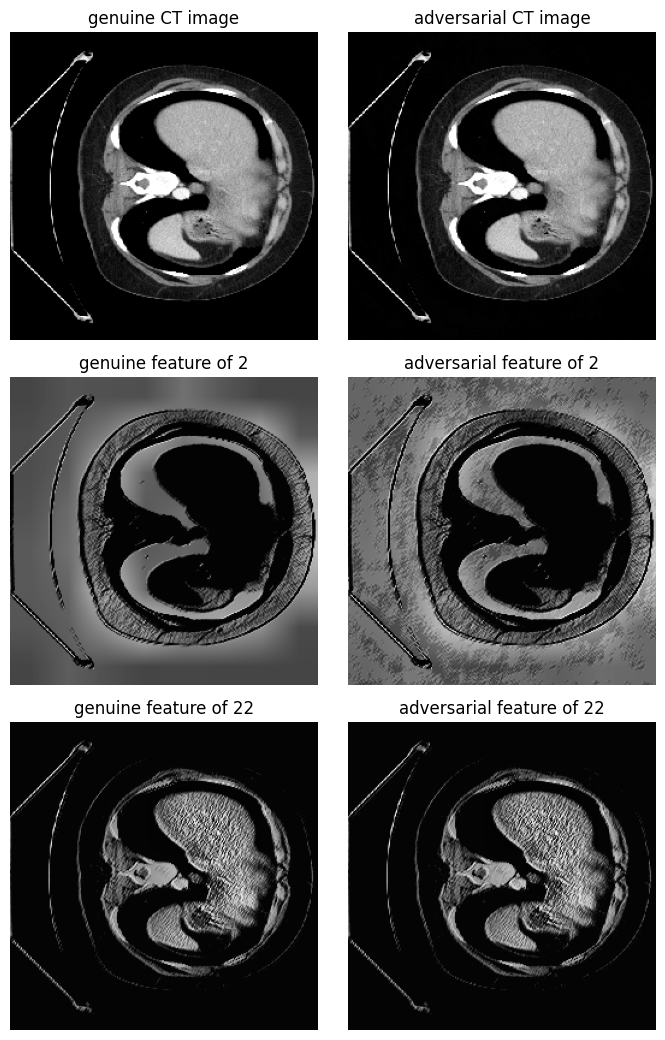 genuine CT image
adversarial CT image
genuine feature of 2
adversarial feature of 2
genuine feature of 22
adversarial feature of 22